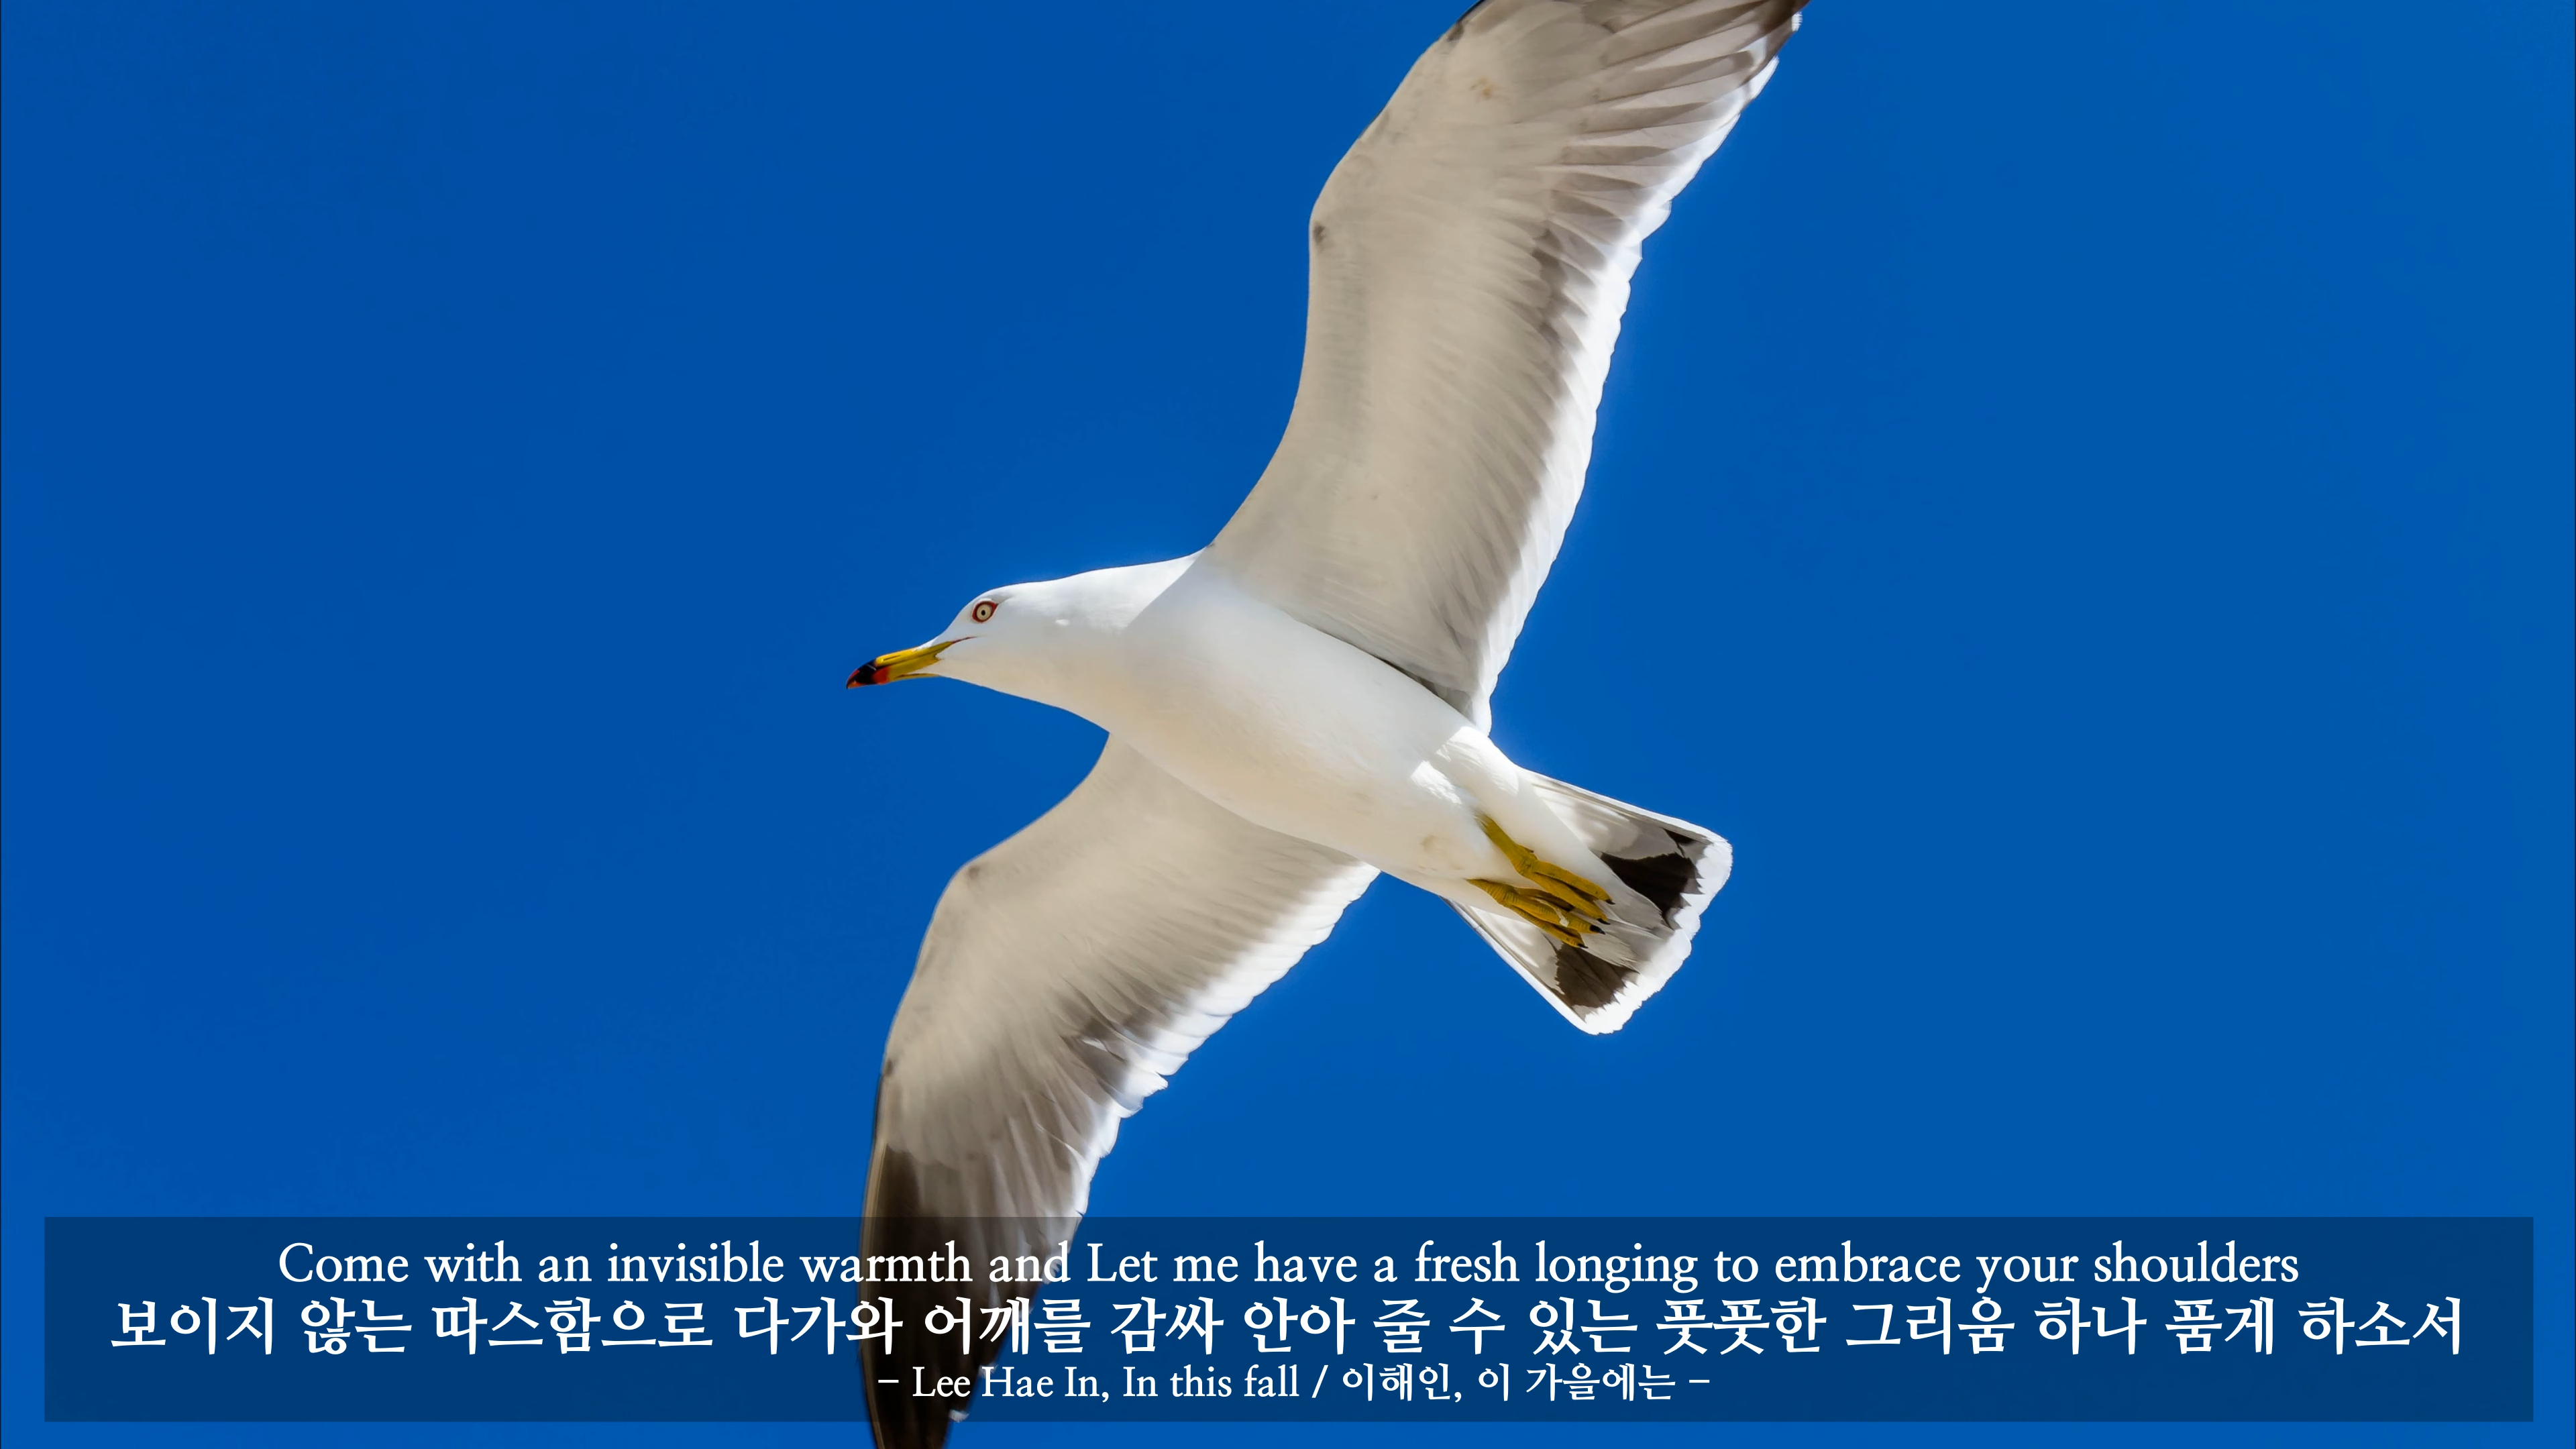 Come with an invisible warmth and Let me have a fresh longing to embrace your shoulders
보이지 않는 따스함으로 다가와 어깨를 감싸 안아 줄 수 있는 풋풋한 그리움 하나 품게 하소서
- Lee Hae In, In this fall / 이해인, 이 가을에는 -